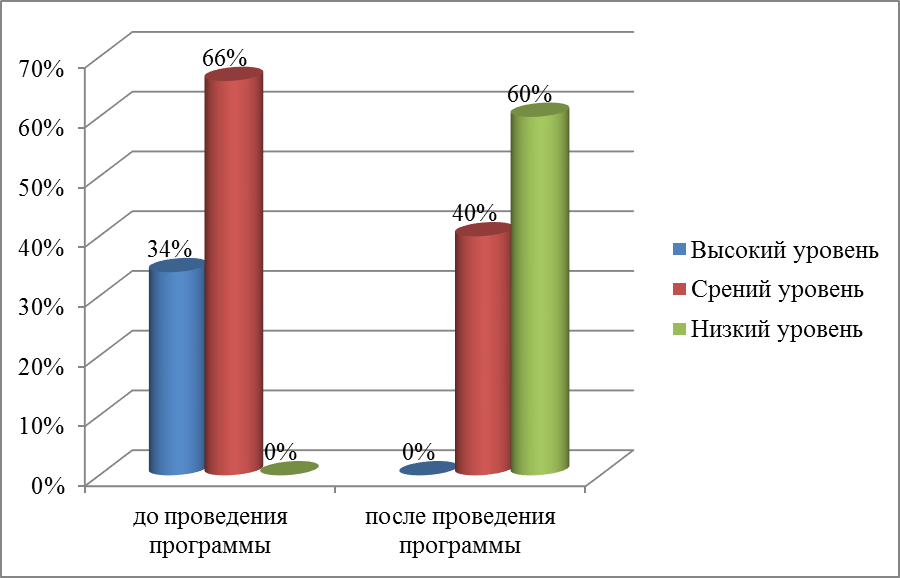 70%
60%
50%
40%
30%
20%
10%
0%
34%
66%
0%
0%
40%
60%
до проведения
программы
после проведения
программы
Высокий уровень
Срений уровень
Низкий уровень